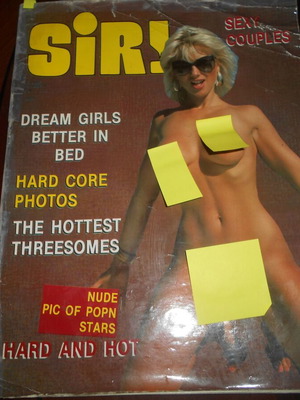 SiR!
SEXY
COUPLES
DREAM GIRLS
BETTER IN
BED
HARD CORE
PHOTOS
THE HOTTEST
THREESOMES
NUDE
PIC OF POPN
STARS
HARD AND HOT